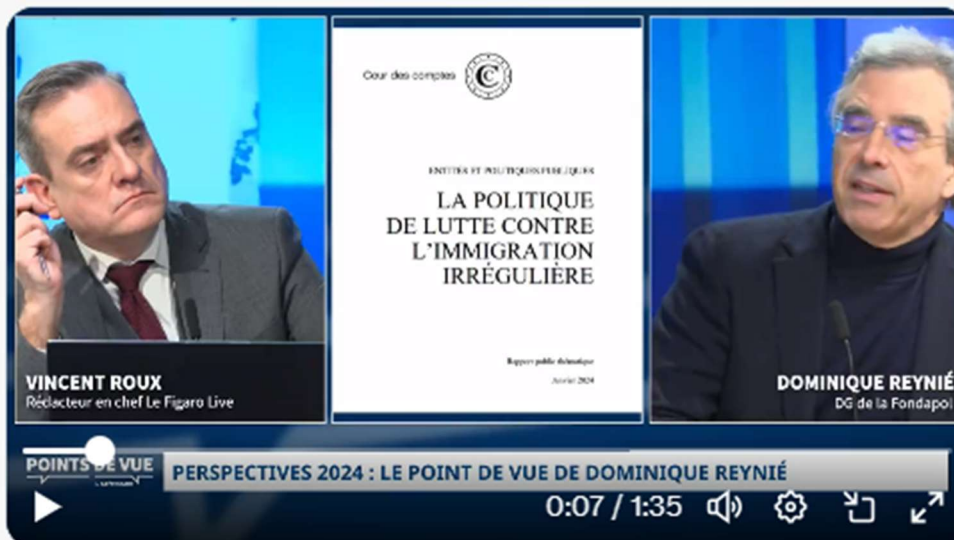 Cour des comptes
ENTITÉS ET POLITIQUES PUBLIQUES
LA POLITIQUE
DE LUTTE CONTRE
L'IMMIGRATION
IRRÉGULIÈRE
Rapport public thématique
Janvier 2024
VINCENT ROUX
Rédacteur en chef Le Figaro Live
DOMINIQUE REYNIÉ
DG de la Fondapol
POINTS DE VUE
PERSPECTIVES 2024 : LE POINT DE VUE DE DOMINIQUE REYNIÉ
0:07 / 1:35